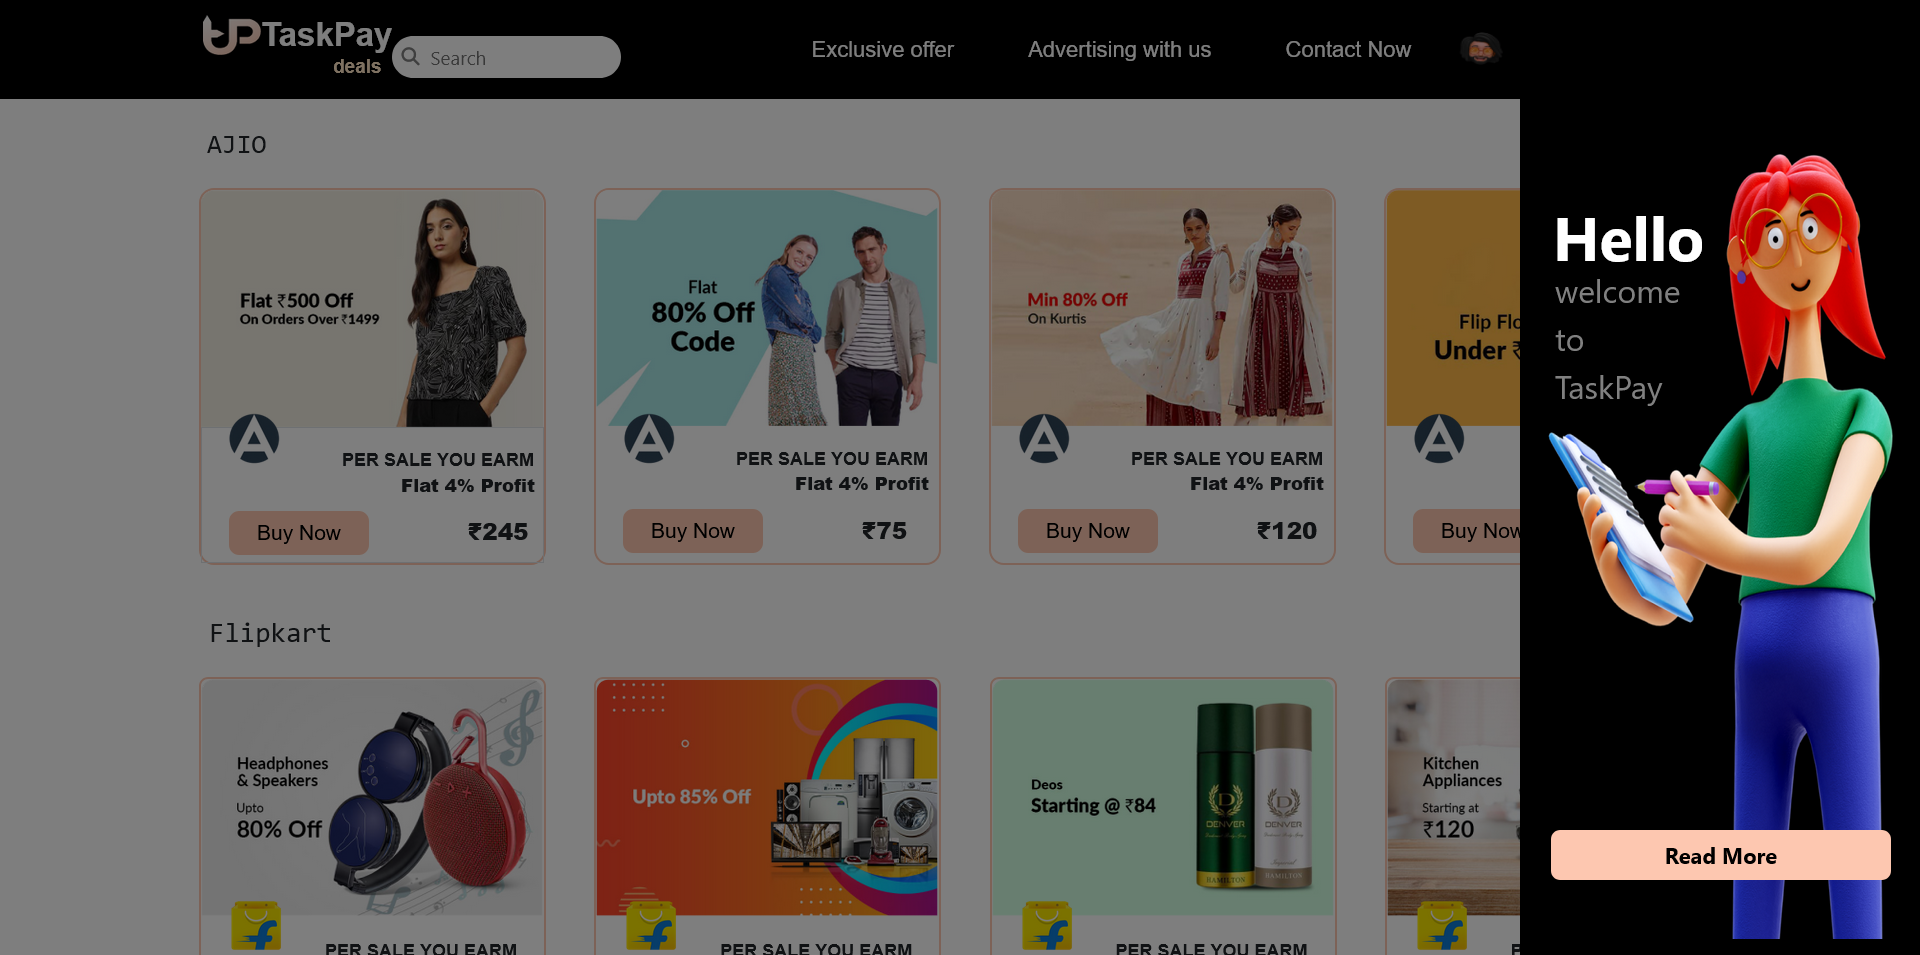 TaskPay
deals
Search
Exclusive offer
Advertising with us
Contact Now
AJIO
Flat ₹500 Off
On Orders Over ₹1499
PER SALE YOU EARM
Flat 4% Profit
Buy Now
₹245
Flat
80% Off
Code
PER SALE YOU EARM
Flat 4% Profit
Buy Now
₹75
Min 80% Off
On Kurtis
PER SALE YOU EARM
Flat 4% Profit
Buy Now
₹120
Flip Flo
Under ₹
Buy Now
Flipkart
Headphones
& Speakers
Upto
80% Off
PER SALE YOU EARM
Upto 85% Off
PER SALE YOU EARM
Deos
Starting @ ₹84
DENVER
HAMILTON
DENVER
Imperial
HAMILTON
PER SALE YOU EARM
Kitchen
Appliances
Starting at
₹120
Hello
welcome
to
TaskPay
Read More